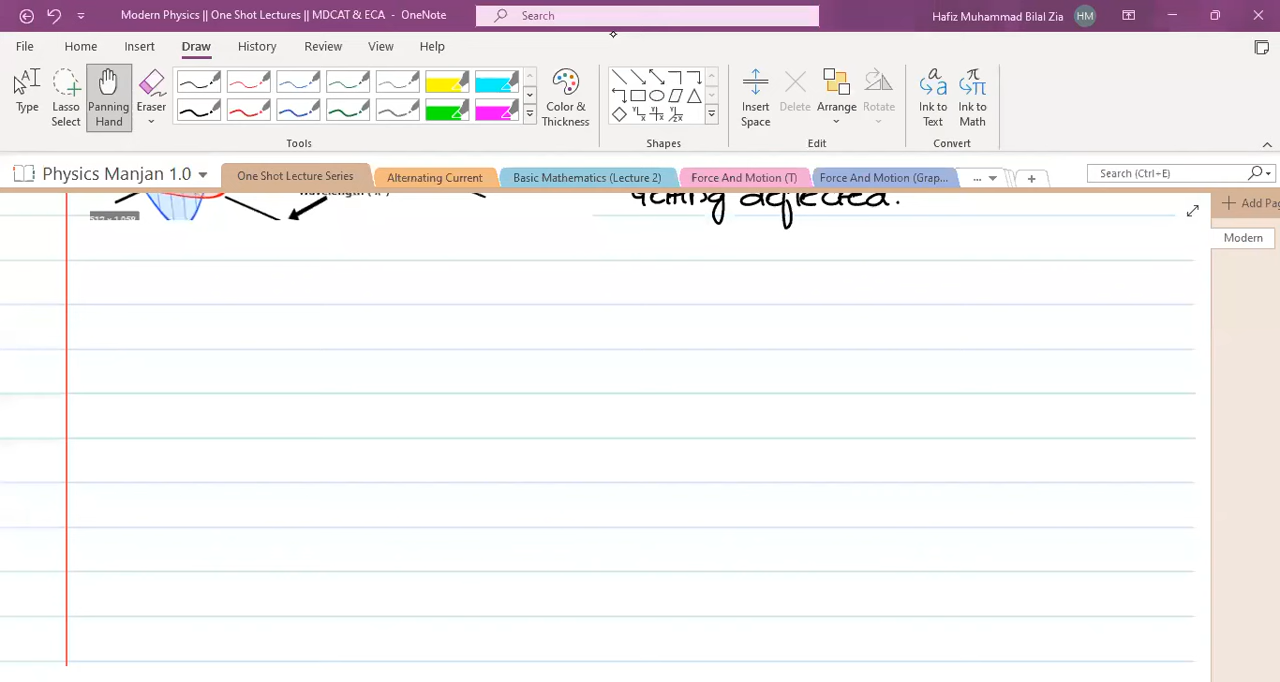 Modern Physics || One Shot Lectures || MDCAT & ECA - OneNote
Search
Hafiz Muhammad Bilal Zia
HM
File Home Insert Draw History Review View Help
Type
Lasso Select
Panning Hand
Eraser
Color & Thickness
Insert Space
Delete
Arrange
Rotate
Ink to Text
Ink to Math
Tools
Shapes
Edit
Convert
Physics Manjan 1.0
One Shot Lecture Series
Alternating Current
Basic Mathematics (Lecture 2)
Force And Motion (T)
Force And Motion (Grap...
...
Search (Ctrl+E)
Add Pag
Modern
deflected.